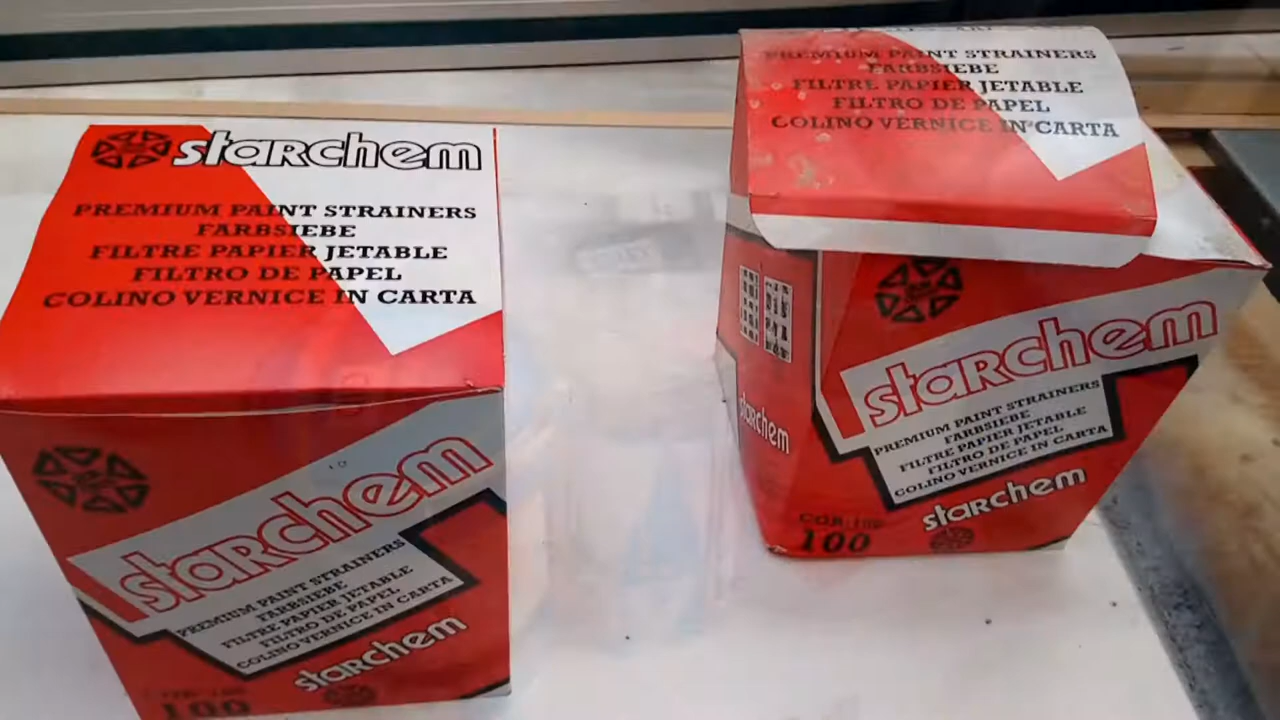 starchem
PREMIUM PAINT STRAINERS
FARBSIEBE
FILTRE PAPIER JETABLE
FILTRO DE PAPEL
COLINO VERNICE IN CARTA
starchem
PREMIUM PAINT STRAINERS
FARBSIEBE
FILTRE PAPIER JETABLE
FILTRO DE PAPEL
COLINO VERNICE IN CARTA
starchem
100
PREMIUM PAINT STRAINERS
FARBSIEBE
FILTRE PAPIER JETABLE
FILTRO DE PAPEL
COLINO VERNICE IN CARTA
starchem
starchem
PREMIUM PAINT STRAINERS
FARBSIEBE
FILTRE PAPIER JETABLE
FILTRO DE PAPEL
COLINO VERNICE IN CARTA
starchem
100